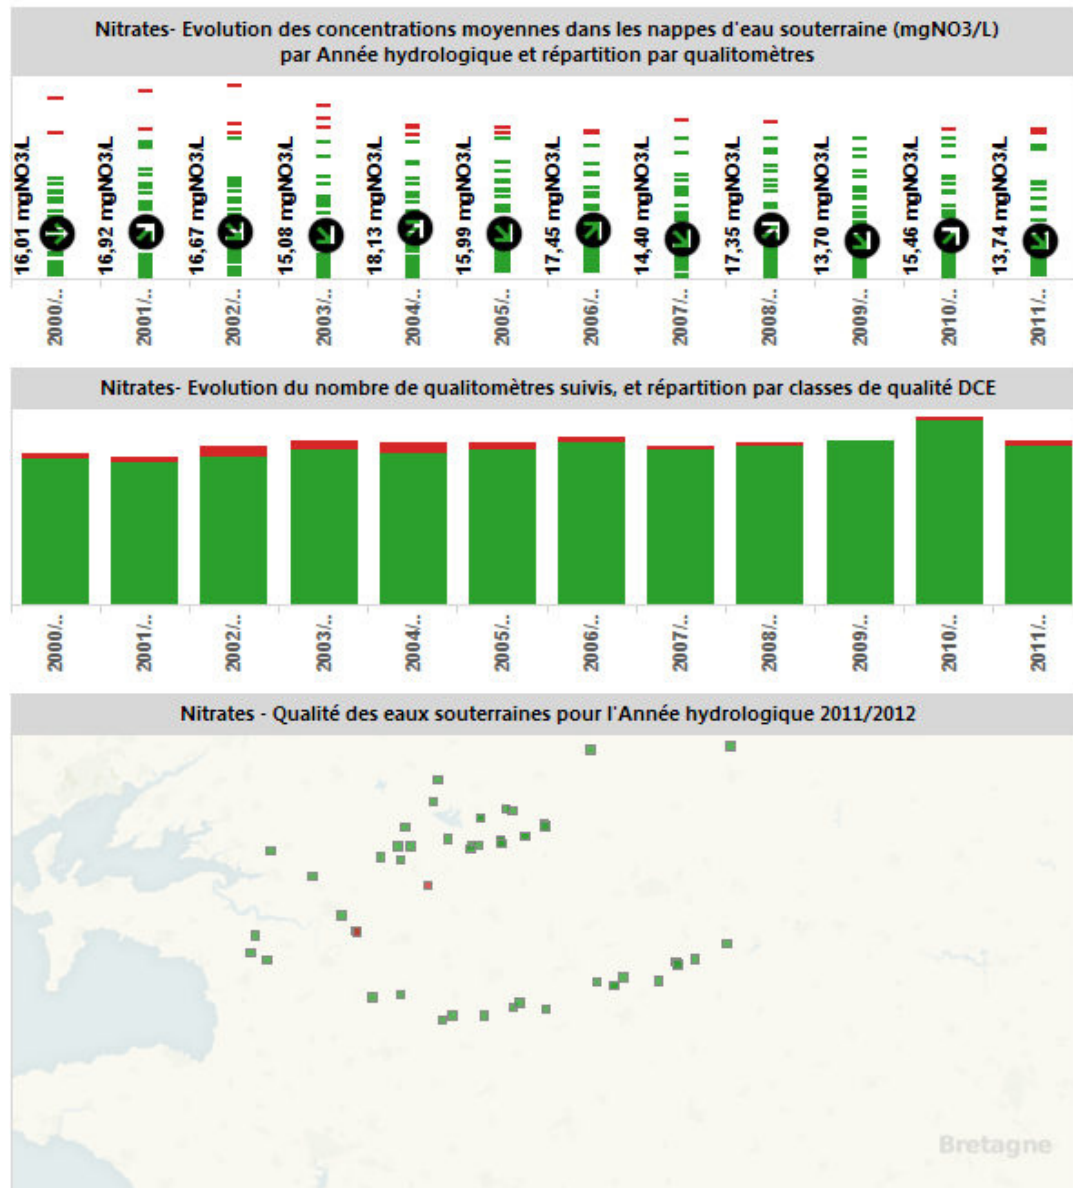 Nitrates- Evolution des concentrations moyennes dans les nappes d'eau souterraine (mgNO3/L)
par Année hydrologique et répartition par qualitomètres
16,01 mgNO3/L
16,92 mgNO3/L
16,67 mgNO3/L
15,08 mgNO3/L
18,13 mgNO3/L
15,99 mgNO3/L
17,45 mgNO3/L
14,40 mgNO3/L
17,35 mgNO3/L
13,70 mgNO3/L
15,46 mgNO3/L
13,74 mgNO3/L
2000/..
2001/..
2002/..
2003/..
2004/..
2005/..
2006/..
2007/..
2008/..
2009/..
2010/..
2011/..
Nitrates- Evolution du nombre de qualitomètres suivis, et répartition par classes de qualité DCE
2000/..
2001/..
2002/..
2003/..
2004/..
2005/..
2006/..
2007/..
2008/..
2009/..
2010/..
2011/..
Nitrates - Qualité des eaux souterraines pour l'Année hydrologique 2011/2012
Bretagne